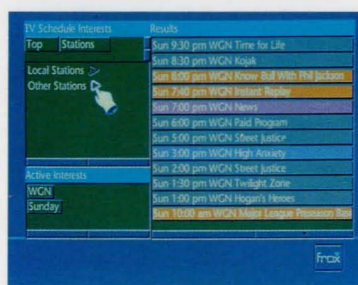 TV Schedule Interests
Top Stations
Local Stations
Other Stations
Active Interests
WGN
Sunday
Results
Sun 9:30 pm WGN Time for Life
Sun 8:30 pm WGN Kojak
Sun 8:00 pm WGN Know Bull With Phil Jackson
Sun 7:40 pm WGN Instant Replay
Sun 7:00 pm WGN News
Sun 6:00 pm WGN Paid Program
Sun 5:00 pm WGN Street Justice
Sun 3:00 pm WGN High Anxiety
Sun 2:00 pm WGN Street Justice
Sun 1:30 pm WGN Twilight Zone
Sun 1:00 pm WGN Hogan's Heroes
Sun 10:00 am WGN Major League Preseason Bas
Frox